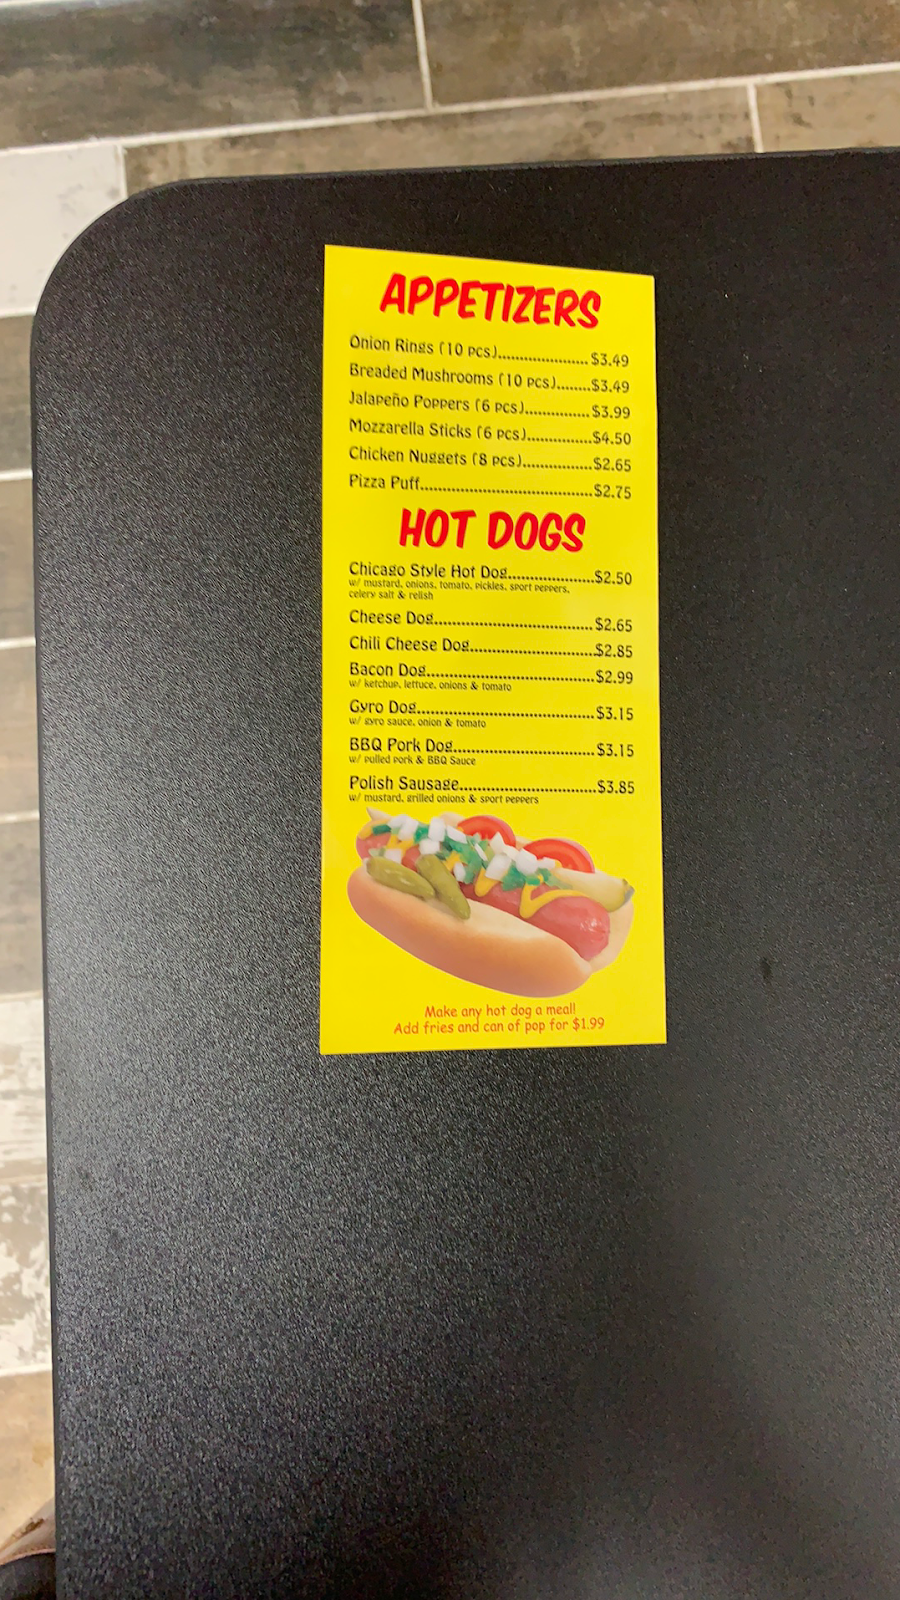 APPETIZERS
Onion Rings (10 pcs)......................$3.49
Breaded Mushrooms (10 pcs)........$3.49
Jalapeño Poppers (6 pcs)................$3.99
Mozzarella Sticks (6 pcs)................$4.50
Chicken Nuggets (8 pcs).................$2.65
Pizza Puff...........................................$2.75
HOT DOGS
Chicago Style Hot Dog.....................$2.50
w/ mustard, onions, tomato, pickles, sport peppers,
celery salt & relish
Cheese Dog.......................................$2.65
Chili Cheese Dog..............................$2.85
Bacon Dog.........................................$2.99
w/ ketchup, lettuce, onions & tomato
Gyro Dog............................................$3.15
w/ gyro sauce, onion & tomato
BBQ Pork Dog...................................$3.15
w/ pulled pork & BBQ Sauce
Polish Sausage..................................$3.85
w/ mustard, grilled onions & sport peppers
Make any hot dog a meal!
Add fries and can of pop for $1.99